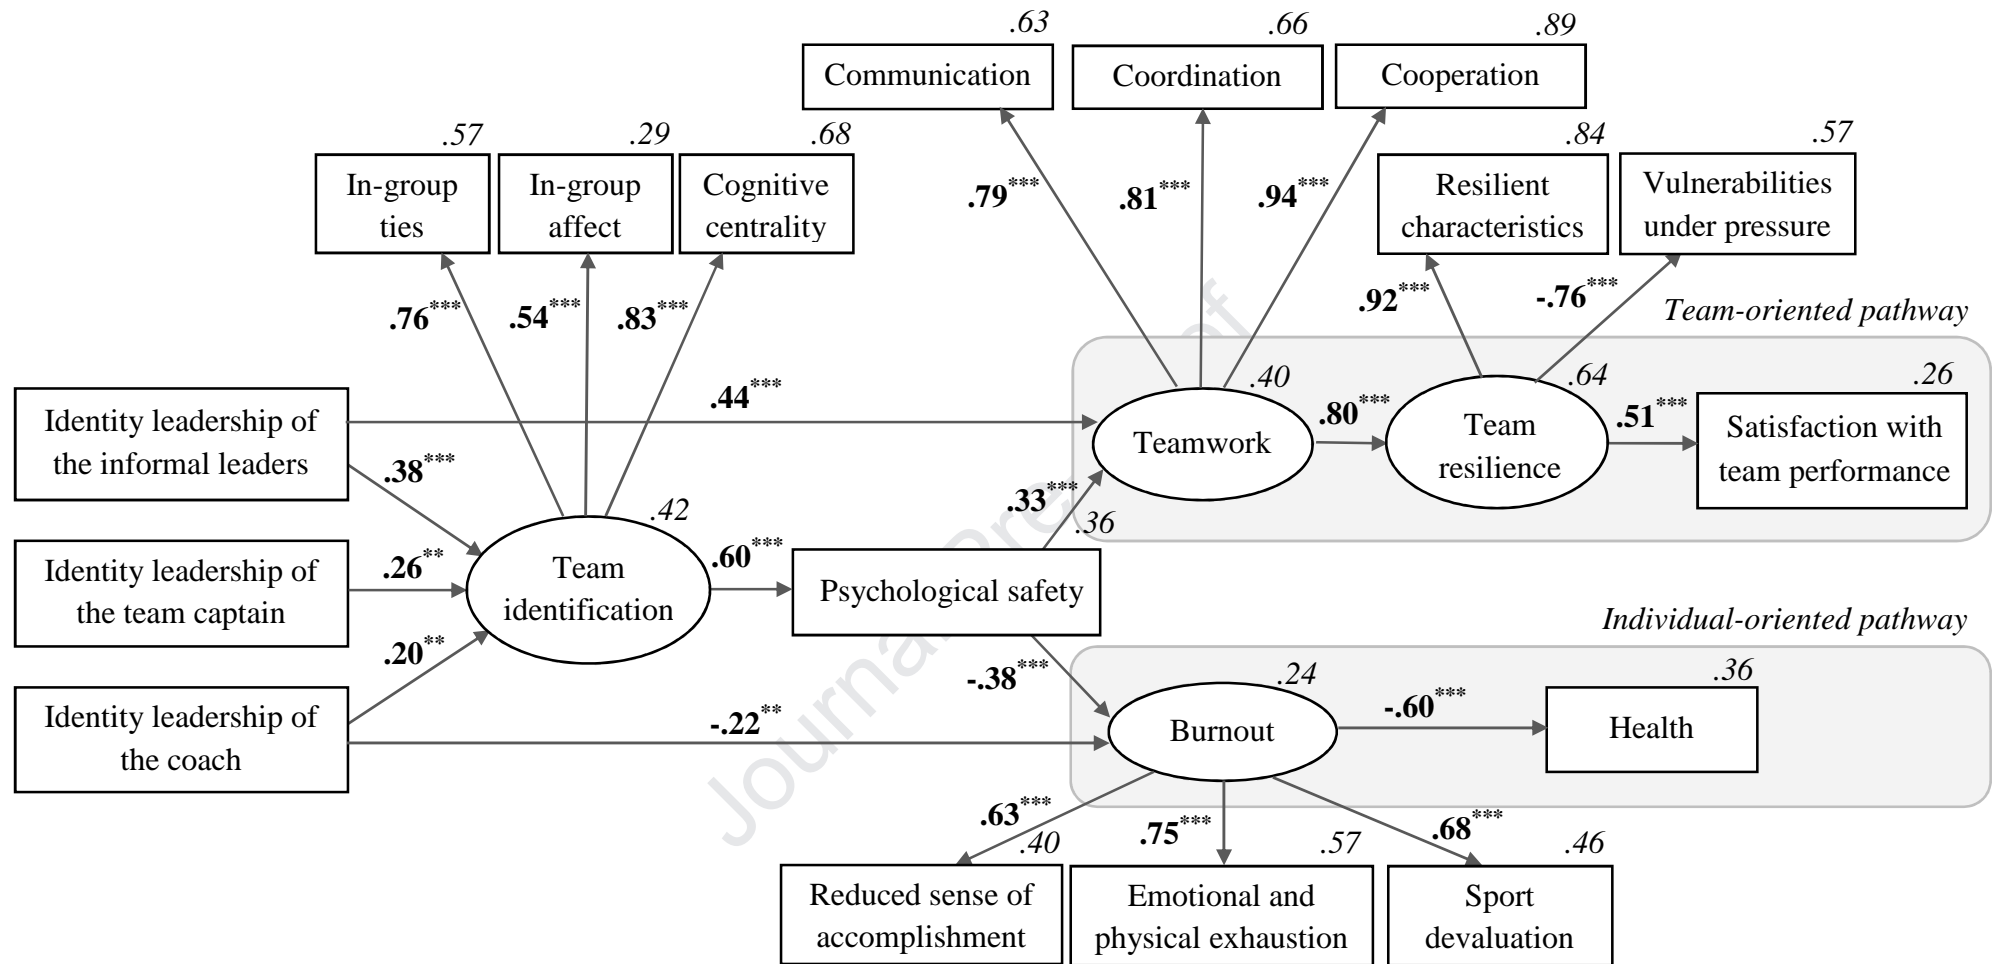 .63
.66
.89
Communication
Coordination
Cooperation
.57
.29
.68
.84
.57
In-group
ties
In-group
affect
Cognitive
centrality
Resilient
characteristics
Vulnerabilities
under pressure
.79***
.81***
.94***
.76***
.54***
.83***
.92***
-.76***
Team-oriented pathway
Identity leadership of
the informal leaders
.44***
.38***
.40
Teamwork
.80***
.64
Team
resilience
.51***
.26
Satisfaction with
team performance
.33***
.36
Identity leadership of
the team captain
.26**
.42
Team
identification
.60***
Psychological safety
Individual-oriented pathway
.20**
Identity leadership of
the coach
-.38***
-.22**
.24
Burnout
-.60***
.36
Health
.63***
.75***
.68***
.40
.57
.46
Reduced sense of
accomplishment
Emotional and
physical exhaustion
Sport
devaluation
Journal Pre
f